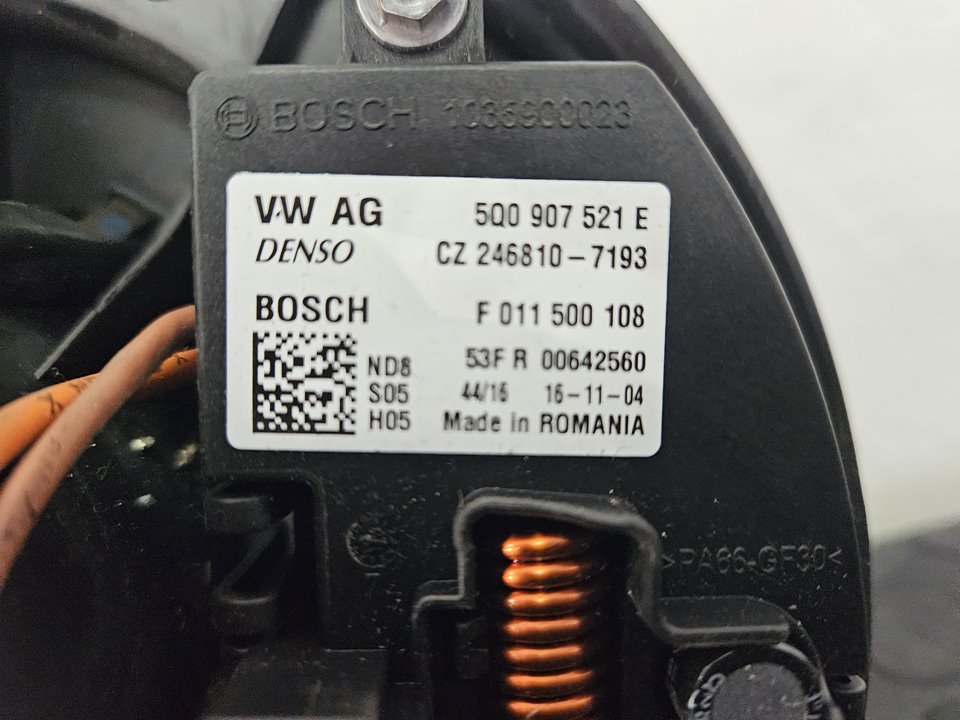 BOSCH 1036900023
VW AG 5Q0 907 521 E
DENSO CZ 246810-7193
BOSCH F 011 500 108
ND8 53F R 00642560
S05 44/16 16-11-04
H05 Made in ROMANIA
>PA66-GF30<